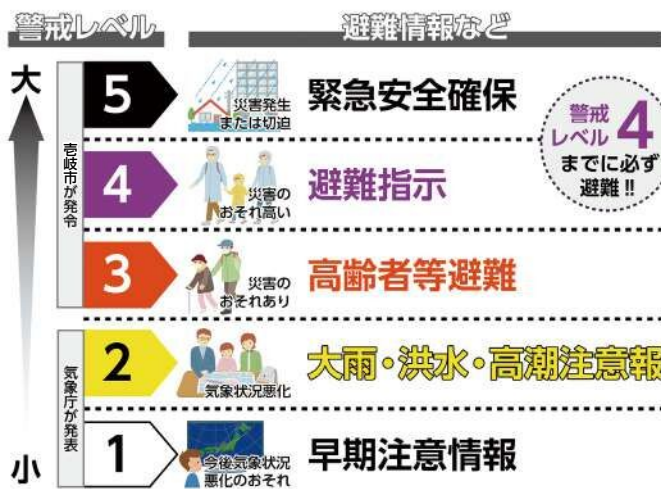 警戒レベル
避難情報など
大
壱岐市が発令
5
災害発生
または切迫
緊急安全確保
警戒
レベル4
までに必ず
避難!!
4
災害の
おそれ高い
避難指示
3
災害の
おそれあり
高齢者等避難
気象庁が発表
2
気象状況悪化
大雨・洪水・高潮注意報
1
今後気象状況
悪化のおそれ
早期注意情報
小